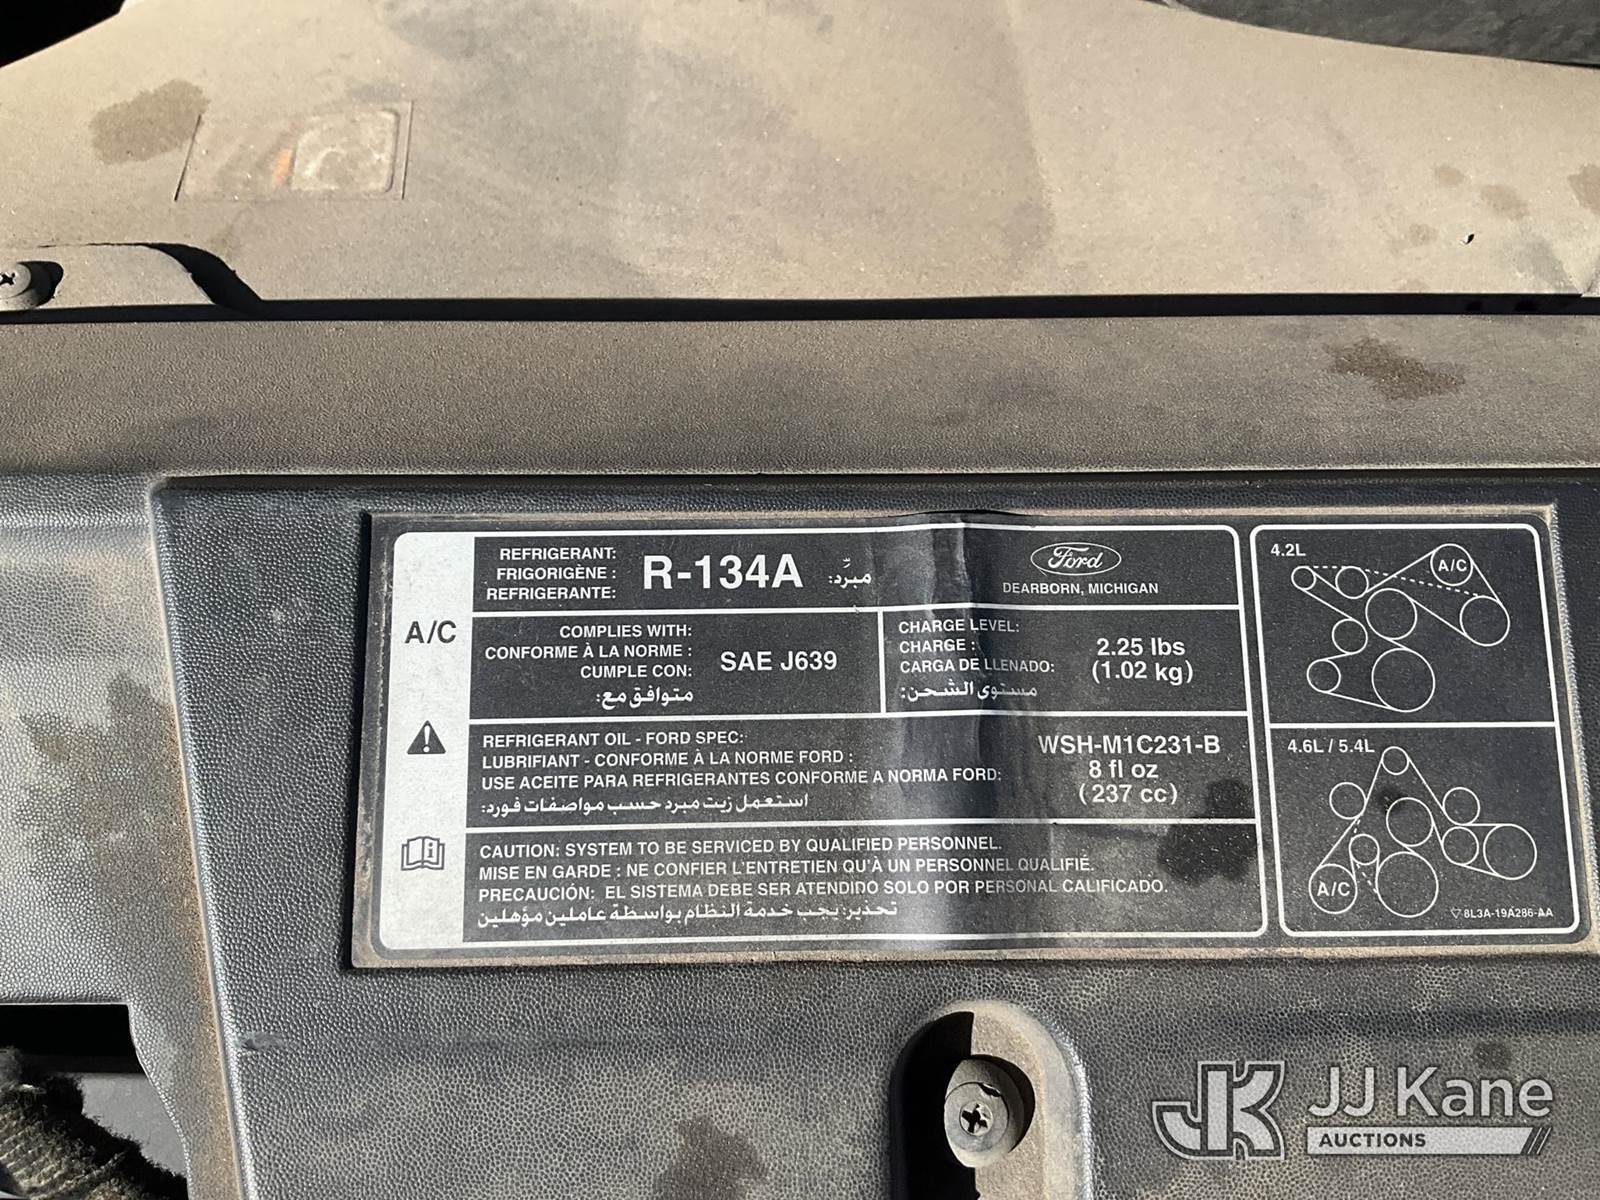 A/C
REFRIGERANT:
FRIGORIGÈNE :
REFRIGERANTE:
R-134A
مبرّد:
Ford
DEARBORN, MICHIGAN
COMPLIES WITH:
CONFORME À LA NORME :
CUMPLE CON:
متوافق مع:
SAE J639
CHARGE LEVEL:
CHARGE :
CARGA DE LLENADO:
مستوى الشحن:
2.25 lbs
(1.02 kg)
REFRIGERANT OIL - FORD SPEC:
LUBRIFIANT - CONFORME À LA NORME FORD :
USE ACEITE PARA REFRIGERANTES CONFORME A NORMA FORD:
استعمل زيت مبرد حسب مواصفات فورد:
WSH-M1C231-B
8 fl oz
(237 cc)
CAUTION: SYSTEM TO BE SERVICED BY QUALIFIED PERSONNEL.
MISE EN GARDE : NE CONFIER L'ENTRETIEN QU'À UN PERSONNEL QUALIFIÉ.
PRECAUCIÓN: EL SISTEMA DEBE SER ATENDIDO SOLO POR PERSONAL CALIFICADO.
تحذير: يجب خدمة النظام بواسطة عاملين مؤهلين
4.2L
A/C
4.6L / 5.4L
A/C
8L3A-19A286-AA
JK
JJ Kane
AUCTIONS